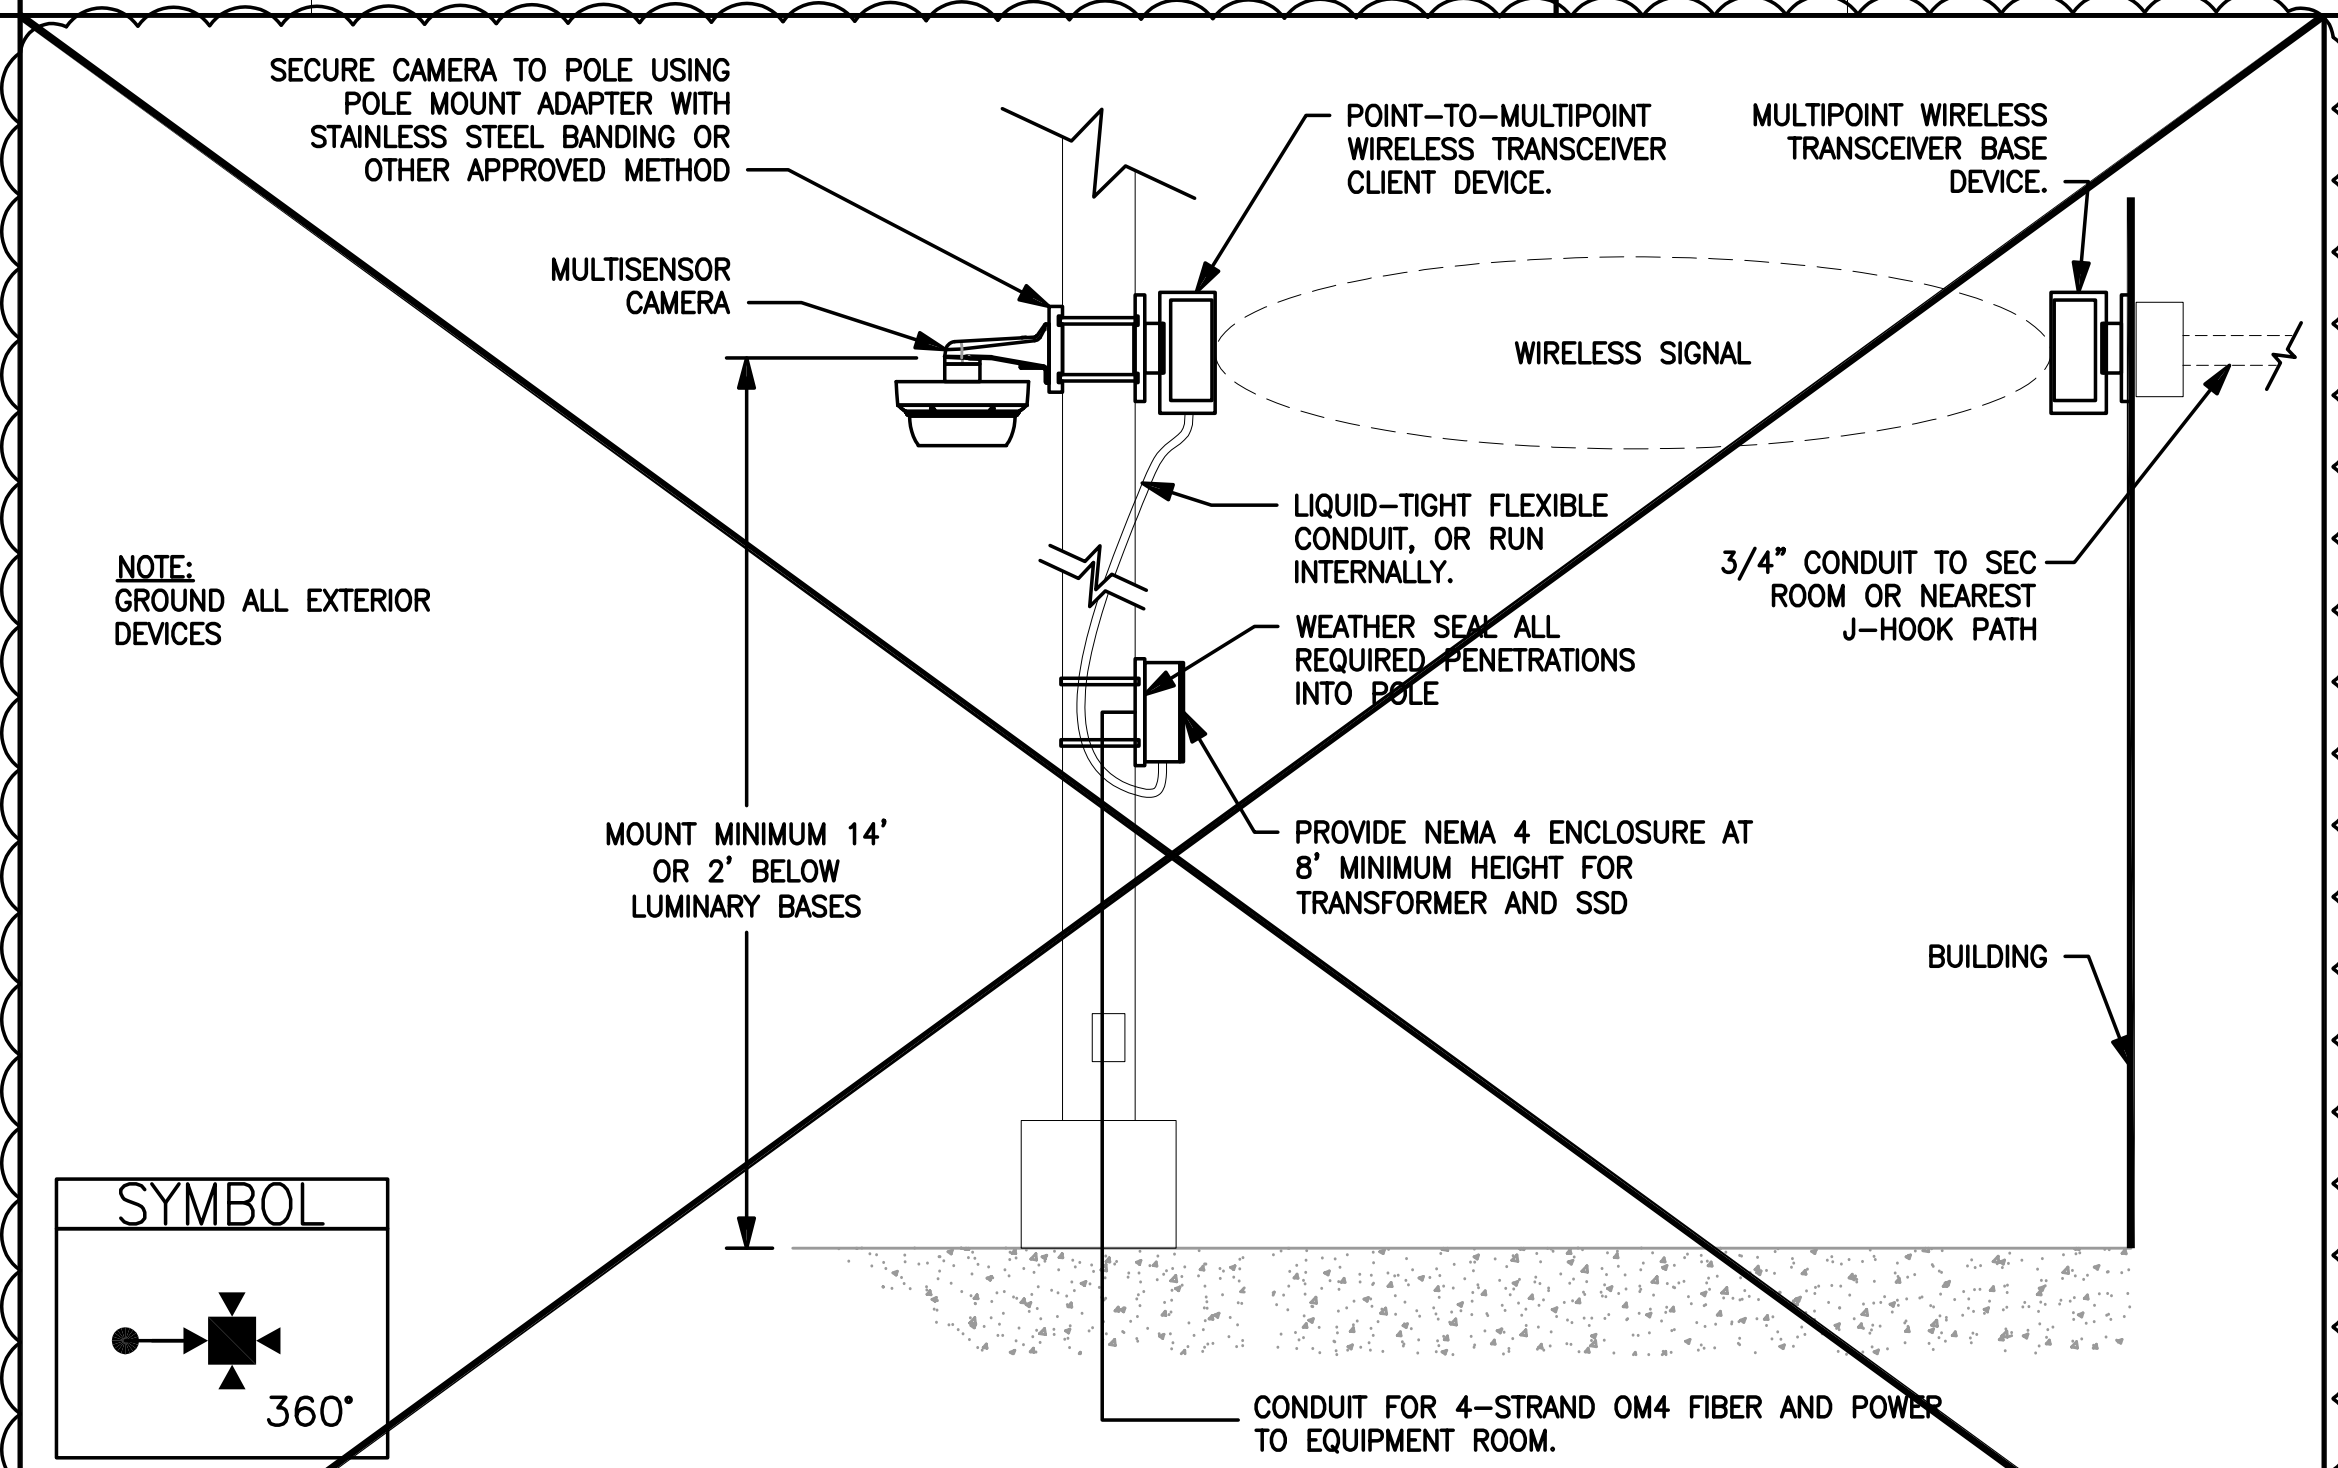 SECURE CAMERA TO POLE USING
POLE MOUNT ADAPTER WITH
STAINLESS STEEL BANDING OR
OTHER APPROVED METHOD
POINT-TO-MULTIPOINT
WIRELESS TRANSCEIVER
CLIENT DEVICE.
MULTIPOINT WIRELESS
TRANSCEIVER BASE
DEVICE.
MULTISENSOR
CAMERA
WIRELESS SIGNAL
LIQUID-TIGHT FLEXIBLE
CONDUIT, OR RUN
INTERNALLY.
3/4" CONDUIT TO SEC
ROOM OR NEAREST
J-HOOK PATH
NOTE:
GROUND ALL EXTERIOR
DEVICES
WEATHER SEAL ALL
REQUIRED PENETRATIONS
INTO POLE
MOUNT MINIMUM 14'
OR 2' BELOW
LUMINARY BASES
PROVIDE NEMA 4 ENCLOSURE AT
8' MINIMUM HEIGHT FOR
TRANSFORMER AND SSD
BUILDING
SYMBOL
360°
CONDUIT FOR 4-STRAND OM4 FIBER AND POWER
TO EQUIPMENT ROOM.